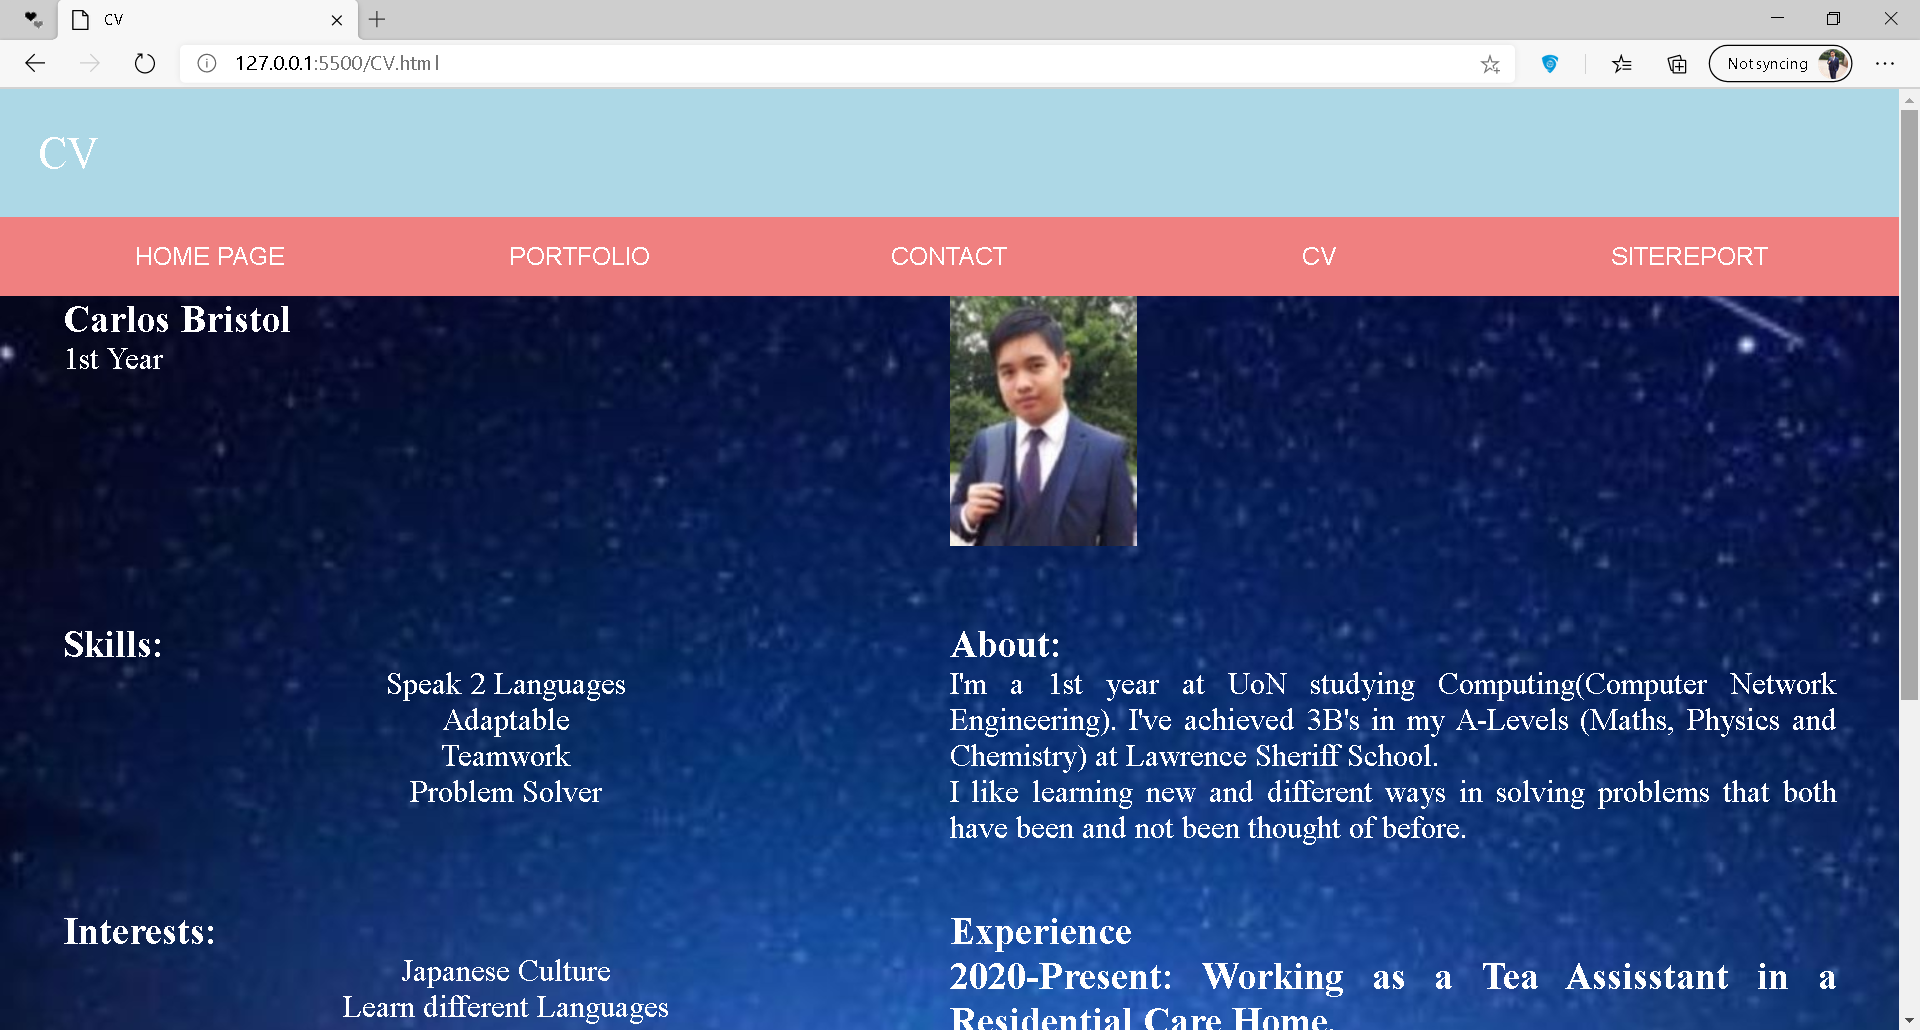 CV
127.0.0.1:5500/CV.html
Not syncing
CV
HOME PAGE
PORTFOLIO
CONTACT
CV
SITEREPORT
Carlos Bristol
1st Year
Skills:
Speak 2 Languages
Adaptable
Teamwork
Problem Solver
About:
I'm a 1st year at UoN studying Computing(Computer Network
Engineering). I've achieved 3B's in my A-Levels (Maths, Physics and
Chemistry) at Lawrence Sheriff School.
I like learning new and different ways in solving problems that both
have been and not been thought of before.
Interests:
Japanese Culture
Learn different Languages
Experience
2020-Present: Working as a Tea Assisstant in a
Residential Care Home.